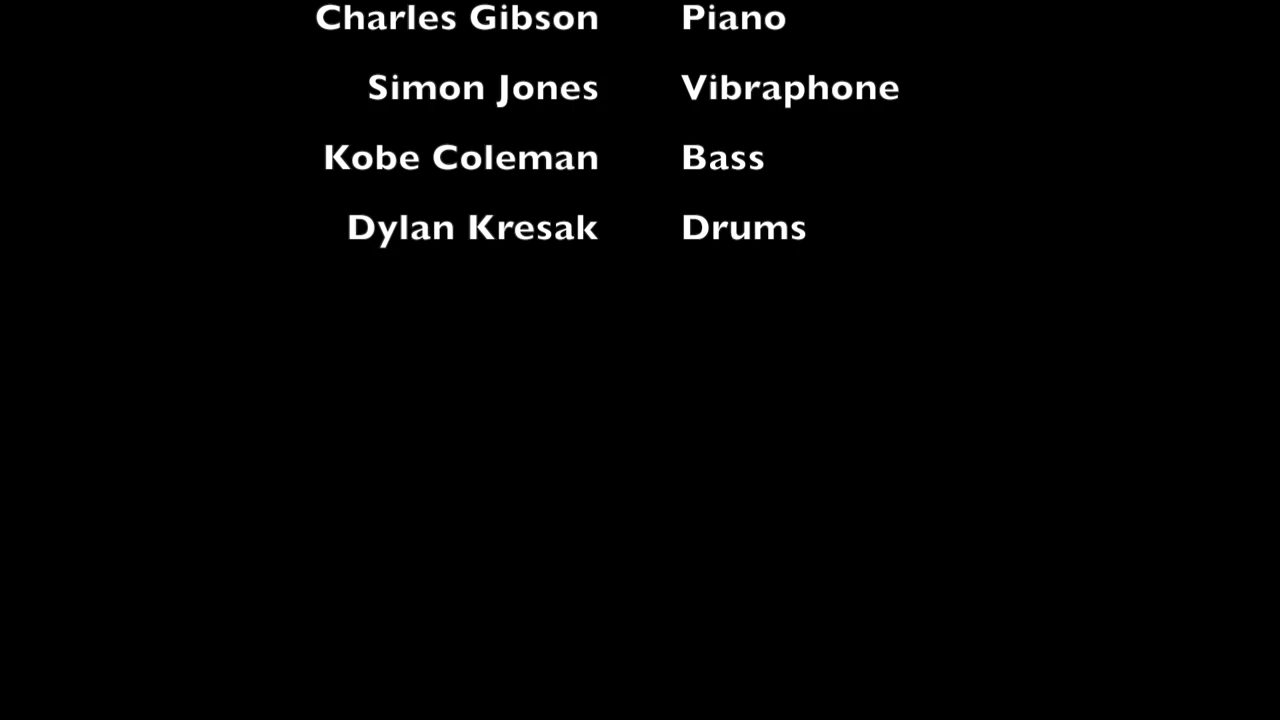 Charles Gibson Piano
Simon Jones Vibraphone
Kobe Coleman Bass
Dylan Kresak Drums